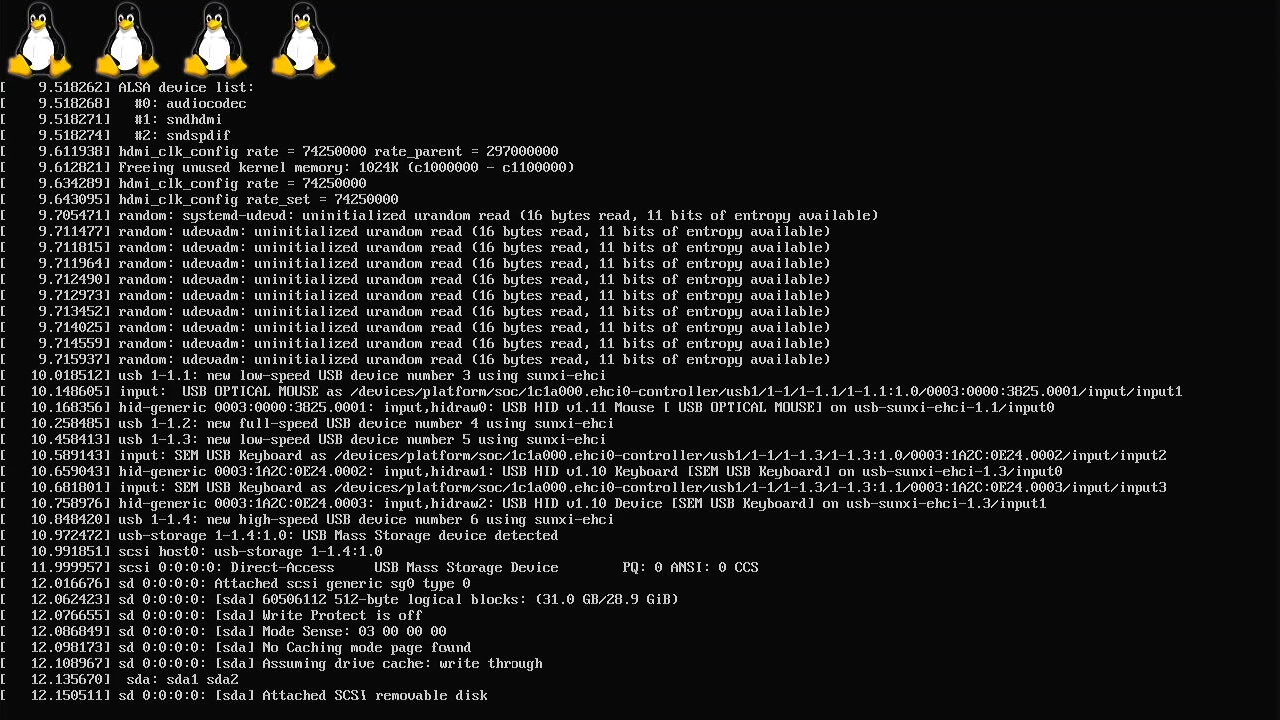 [    9.518262] ALSA device list:
[    9.518268]   #0: audiocodec
[    9.518271]   #1: sndhdmi
[    9.518274]   #2: sndspdif
[    9.611938] hdmi_clk_config rate = 74250000 rate_parent = 297000000
[    9.612821] Freeing unused kernel memory: 1024K (c1000000 - c1100000)
[    9.634289] hdmi_clk_config rate = 74250000
[    9.643095] hdmi_clk_config rate_set = 74250000
[    9.705471] random: systemd-udevd: uninitialized urandom read (16 bytes read, 11 bits of entropy available)
[    9.711477] random: udevadm: uninitialized urandom read (16 bytes read, 11 bits of entropy available)
[    9.711815] random: udevadm: uninitialized urandom read (16 bytes read, 11 bits of entropy available)
[    9.711964] random: udevadm: uninitialized urandom read (16 bytes read, 11 bits of entropy available)
[    9.712490] random: udevadm: uninitialized urandom read (16 bytes read, 11 bits of entropy available)
[    9.712973] random: udevadm: uninitialized urandom read (16 bytes read, 11 bits of entropy available)
[    9.713452] random: udevadm: uninitialized urandom read (16 bytes read, 11 bits of entropy available)
[    9.714025] random: udevadm: uninitialized urandom read (16 bytes read, 11 bits of entropy available)
[    9.714559] random: udevadm: uninitialized urandom read (16 bytes read, 11 bits of entropy available)
[    9.715937] random: udevadm: uninitialized urandom read (16 bytes read, 11 bits of entropy available)
[   10.018512] usb 1-1.1: new low-speed USB device number 3 using sunxi-ehci
[   10.148605] input:  USB OPTICAL MOUSE as /devices/platform/soc/1c1a000.ehci0-controller/usb1/1-1/1-1.1/1-1.1:1.0/0003:0000:3825.0001/input/input1
[   10.168356] hid-generic 0003:0000:3825.0001: input,hidraw0: USB HID v1.11 Mouse [ USB OPTICAL MOUSE] on usb-sunxi-ehci-1.1/input0
[   10.258485] usb 1-1.2: new full-speed USB device number 4 using sunxi-ehci
[   10.458413] usb 1-1.3: new low-speed USB device number 5 using sunxi-ehci
[   10.589143] input: SEM USB Keyboard as /devices/platform/soc/1c1a000.ehci0-controller/usb1/1-1/1-1.3/1-1.3:1.0/0003:1A2C:0E24.0002/input/input2
[   10.659043] hid-generic 0003:1A2C:0E24.0002: input,hidraw1: USB HID v1.10 Keyboard [SEM USB Keyboard] on usb-sunxi-ehci-1.3/input0
[   10.681801] input: SEM USB Keyboard as /devices/platform/soc/1c1a000.ehci0-controller/usb1/1-1/1-1.3/1-1.3:1.1/0003:1A2C:0E24.0003/input/input3
[   10.758976] hid-generic 0003:1A2C:0E24.0003: input,hidraw2: USB HID v1.10 Device [SEM USB Keyboard] on usb-sunxi-ehci-1.3/input1
[   10.848420] usb 1-1.4: new high-speed USB device number 6 using sunxi-ehci
[   10.972472] usb-storage 1-1.4:1.0: USB Mass Storage device detected
[   10.991851] scsi host0: usb-storage 1-1.4:1.0
[   11.999957] scsi 0:0:0:0: Direct-Access     USB Mass Storage Device        PQ: 0 ANSI: 0 CCS
[   12.016676] sd 0:0:0:0: Attached scsi generic sg0 type 0
[   12.062423] sd 0:0:0:0: [sda] 60506112 512-byte logical blocks: (31.0 GB/28.9 GiB)
[   12.076655] sd 0:0:0:0: [sda] Write Protect is off
[   12.086849] sd 0:0:0:0: [sda] Mode Sense: 03 00 00 00
[   12.098173] sd 0:0:0:0: [sda] No Caching mode page found
[   12.108967] sd 0:0:0:0: [sda] Assuming drive cache: write through
[   12.135670]  sda: sda1 sda2
[   12.150511] sd 0:0:0:0: [sda] Attached SCSI removable disk